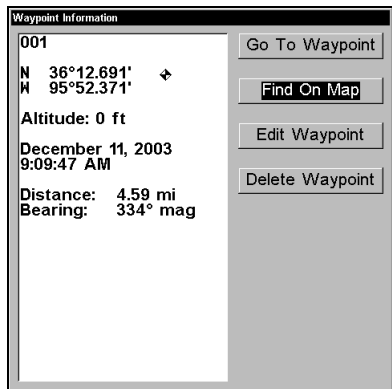 Waypoint Information
001
N 36°12.691'
W 95°52.371'
Altitude: 0 ft
December 11, 2003
9:09:47 AM
Distance: 4.59 mi
Bearing: 334° mag
Go To Waypoint
Find On Map
Edit Waypoint
Delete Waypoint